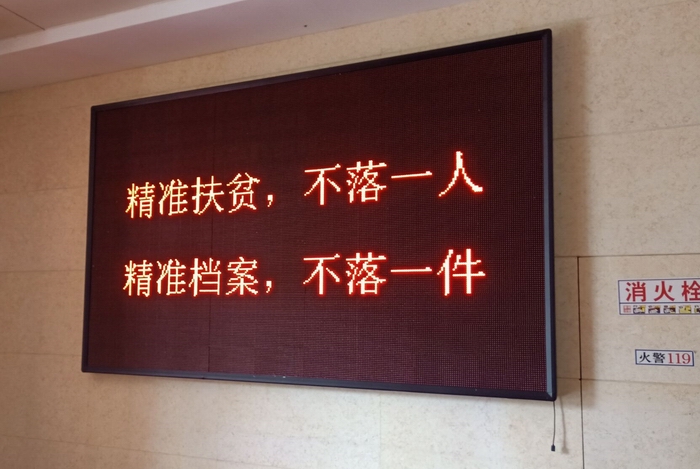 精准扶贫，不落一人
精准档案，不落一件
消火栓
火警119